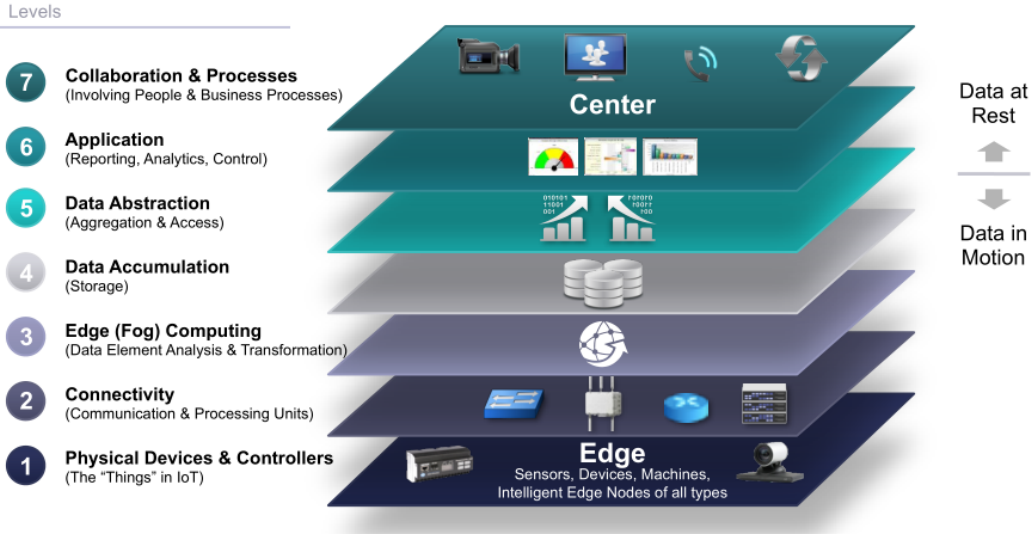 Levels
7
Collaboration & Processes
(Involving People & Business Processes)
6
Application
(Reporting, Analytics, Control)
5
Data Abstraction
(Aggregation & Access)
4
Data Accumulation
(Storage)
3
Edge (Fog) Computing
(Data Element Analysis & Transformation)
2
Connectivity
(Communication & Processing Units)
1
Physical Devices & Controllers
(The “Things” in IoT)
Center
010101
11001
001
Edge
Sensors, Devices, Machines,
Intelligent Edge Nodes of all types
Data at
Rest
Data in
Motion